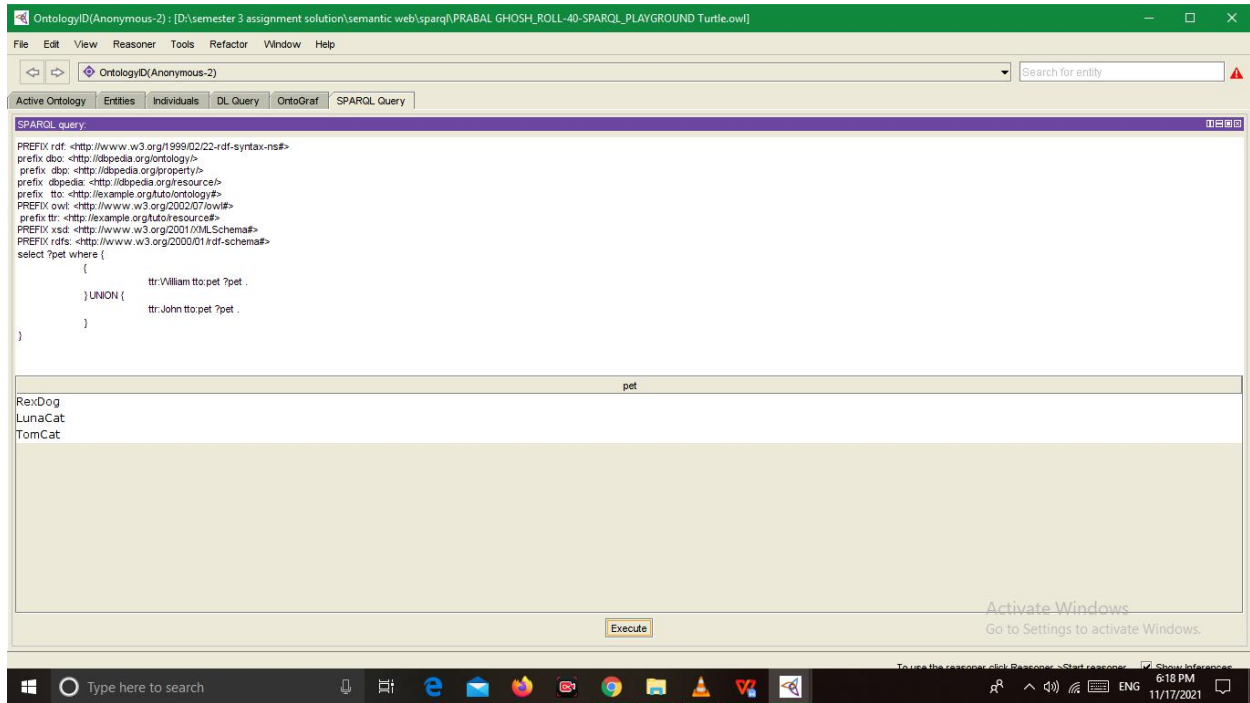 OntologyID(Anonymous-2) : [D:\semester 3 assignment solution\semantic web\sparql\PRABAL GHOSH_ROLL-40-SPARQL_PLAYGROUND Turtle.owl]
File Edit View Reasoner Tools Refactor Window Help
OntologyID(Anonymous-2) Search for entity
Active Ontology Entities Individuals DL Query OntoGraf SPARQL Query
SPARQL query:
PREFIX rdf: <http://www.w3.org/1999/02/22-rdf-syntax-ns#>
prefix dbo: <http://dbpedia.org/ontology/>
prefix dbp: <http://dbpedia.org/property/>
prefix dbpedia: <http://dbpedia.org/resource/>
prefix tto: <http://example.org/tuto/ontology#>
PREFIX owl: <http://www.w3.org/2002/07/owl#>
prefix ttr: <http://example.org/tuto/resource#>
PREFIX xsd: <http://www.w3.org/2001/XMLSchema#>
PREFIX rdfs: <http://www.w3.org/2000/01/rdf-schema#>
select ?pet where {
{
ttr:William tto:pet ?pet .
} UNION {
ttr:John tto:pet ?pet .
}
}
pet
RexDog
LunaCat
TomCat
Activate Windows
Execute Go to Settings to activate Windows.
To use the reasoner click Reasoner->Start reasoner Show Inferences
Type here to search ENG 6:18 PM
11/17/2021